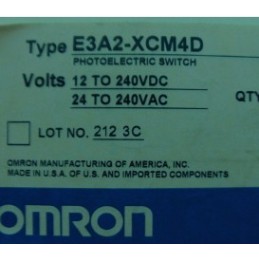 Type E3A2-XCM4D
PHOTOELECTRIC SWITCH
Volts 12 TO 240VDC
24 TO 240VAC
QTY
LOT NO. 212 3C
OMRON MANUFACTURING OF AMERICA, INC.
MADE IN U.S.A. OF U.S. AND IMPORTED COMPONENTS
OMRON